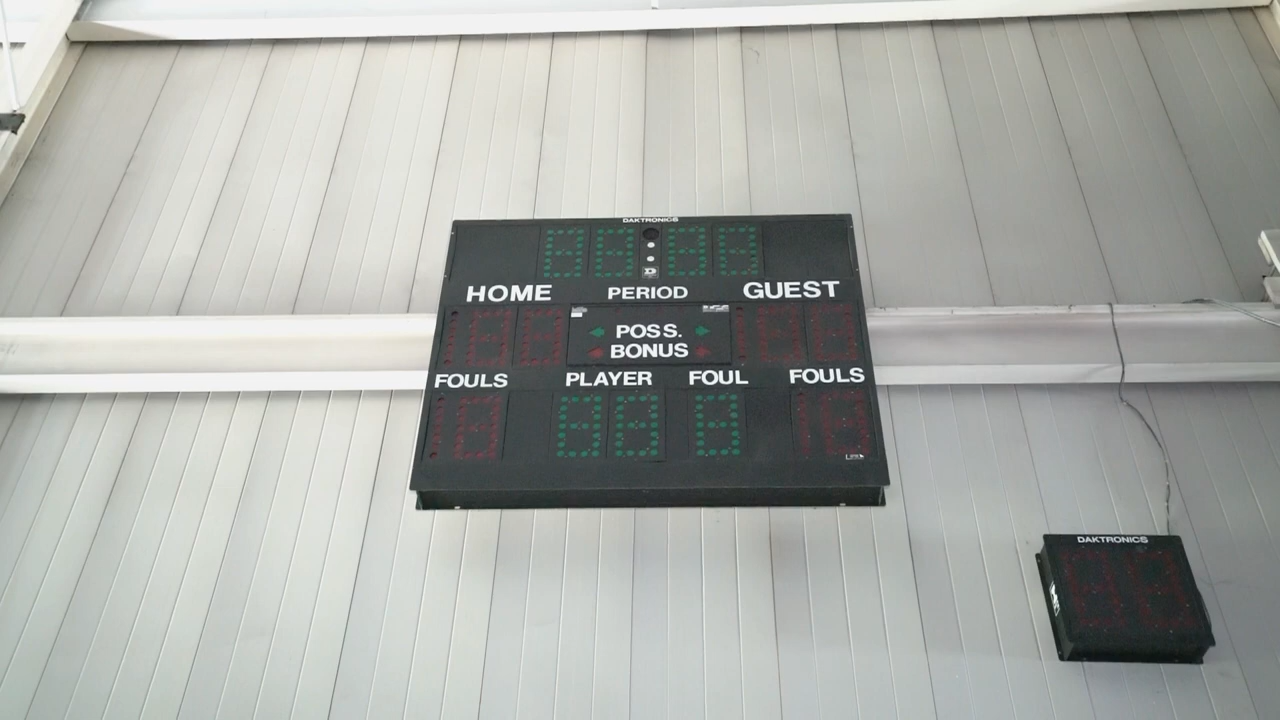 DAKTRONICS
HOME PERIOD GUEST
POSS.
BONUS
FOULS PLAYER FOUL FOULS
DAKTRONICS